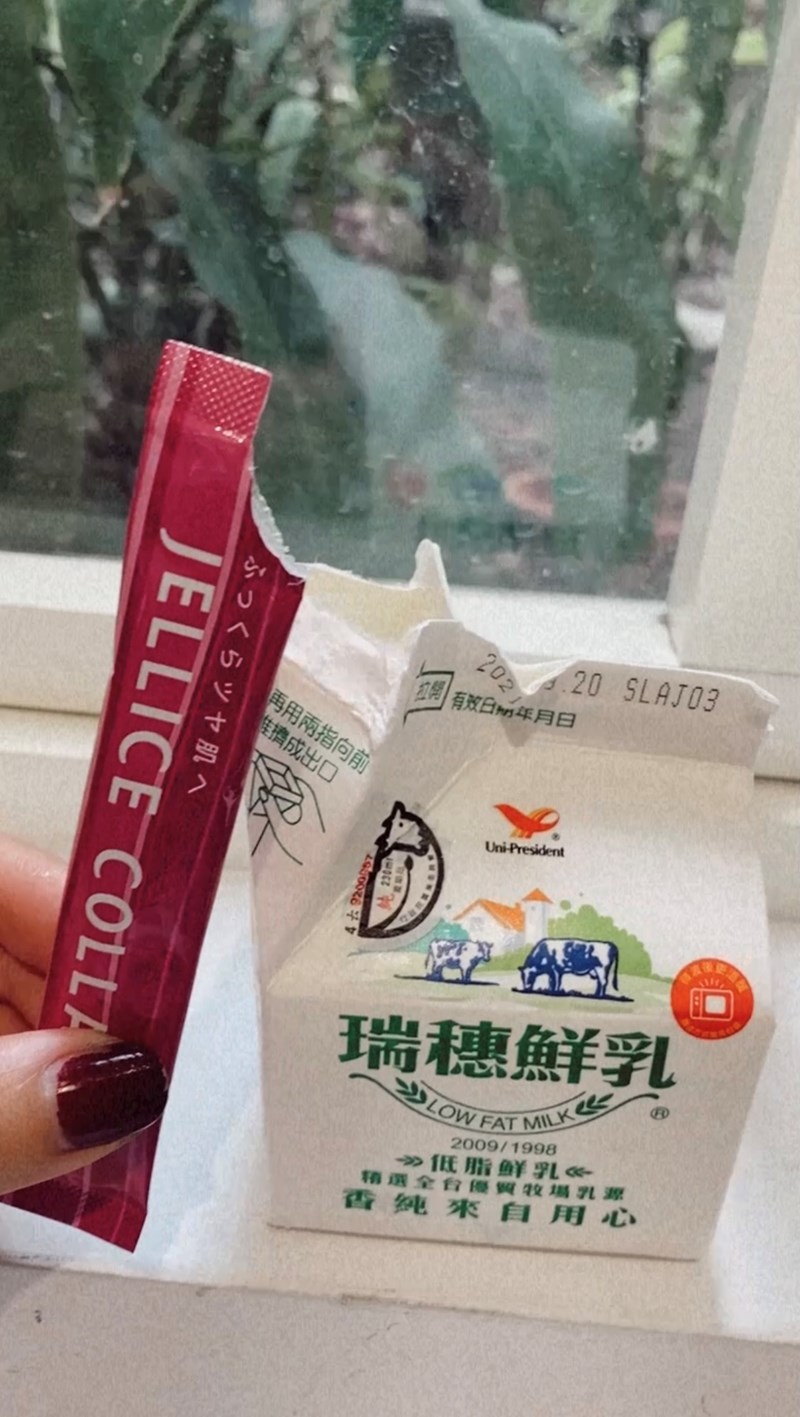 JELLICE COLLA
ふっくらツヤ肌へ
再用兩指向前
推擠成出口
拉開
.20 SLAJ03
有效日期年月日
Uni-President
230ml
瑞穗鮮乳
LOW FAT MILK
®
2009/1998
低脂鮮乳
精選全台優質牧場乳源
香純來自用心